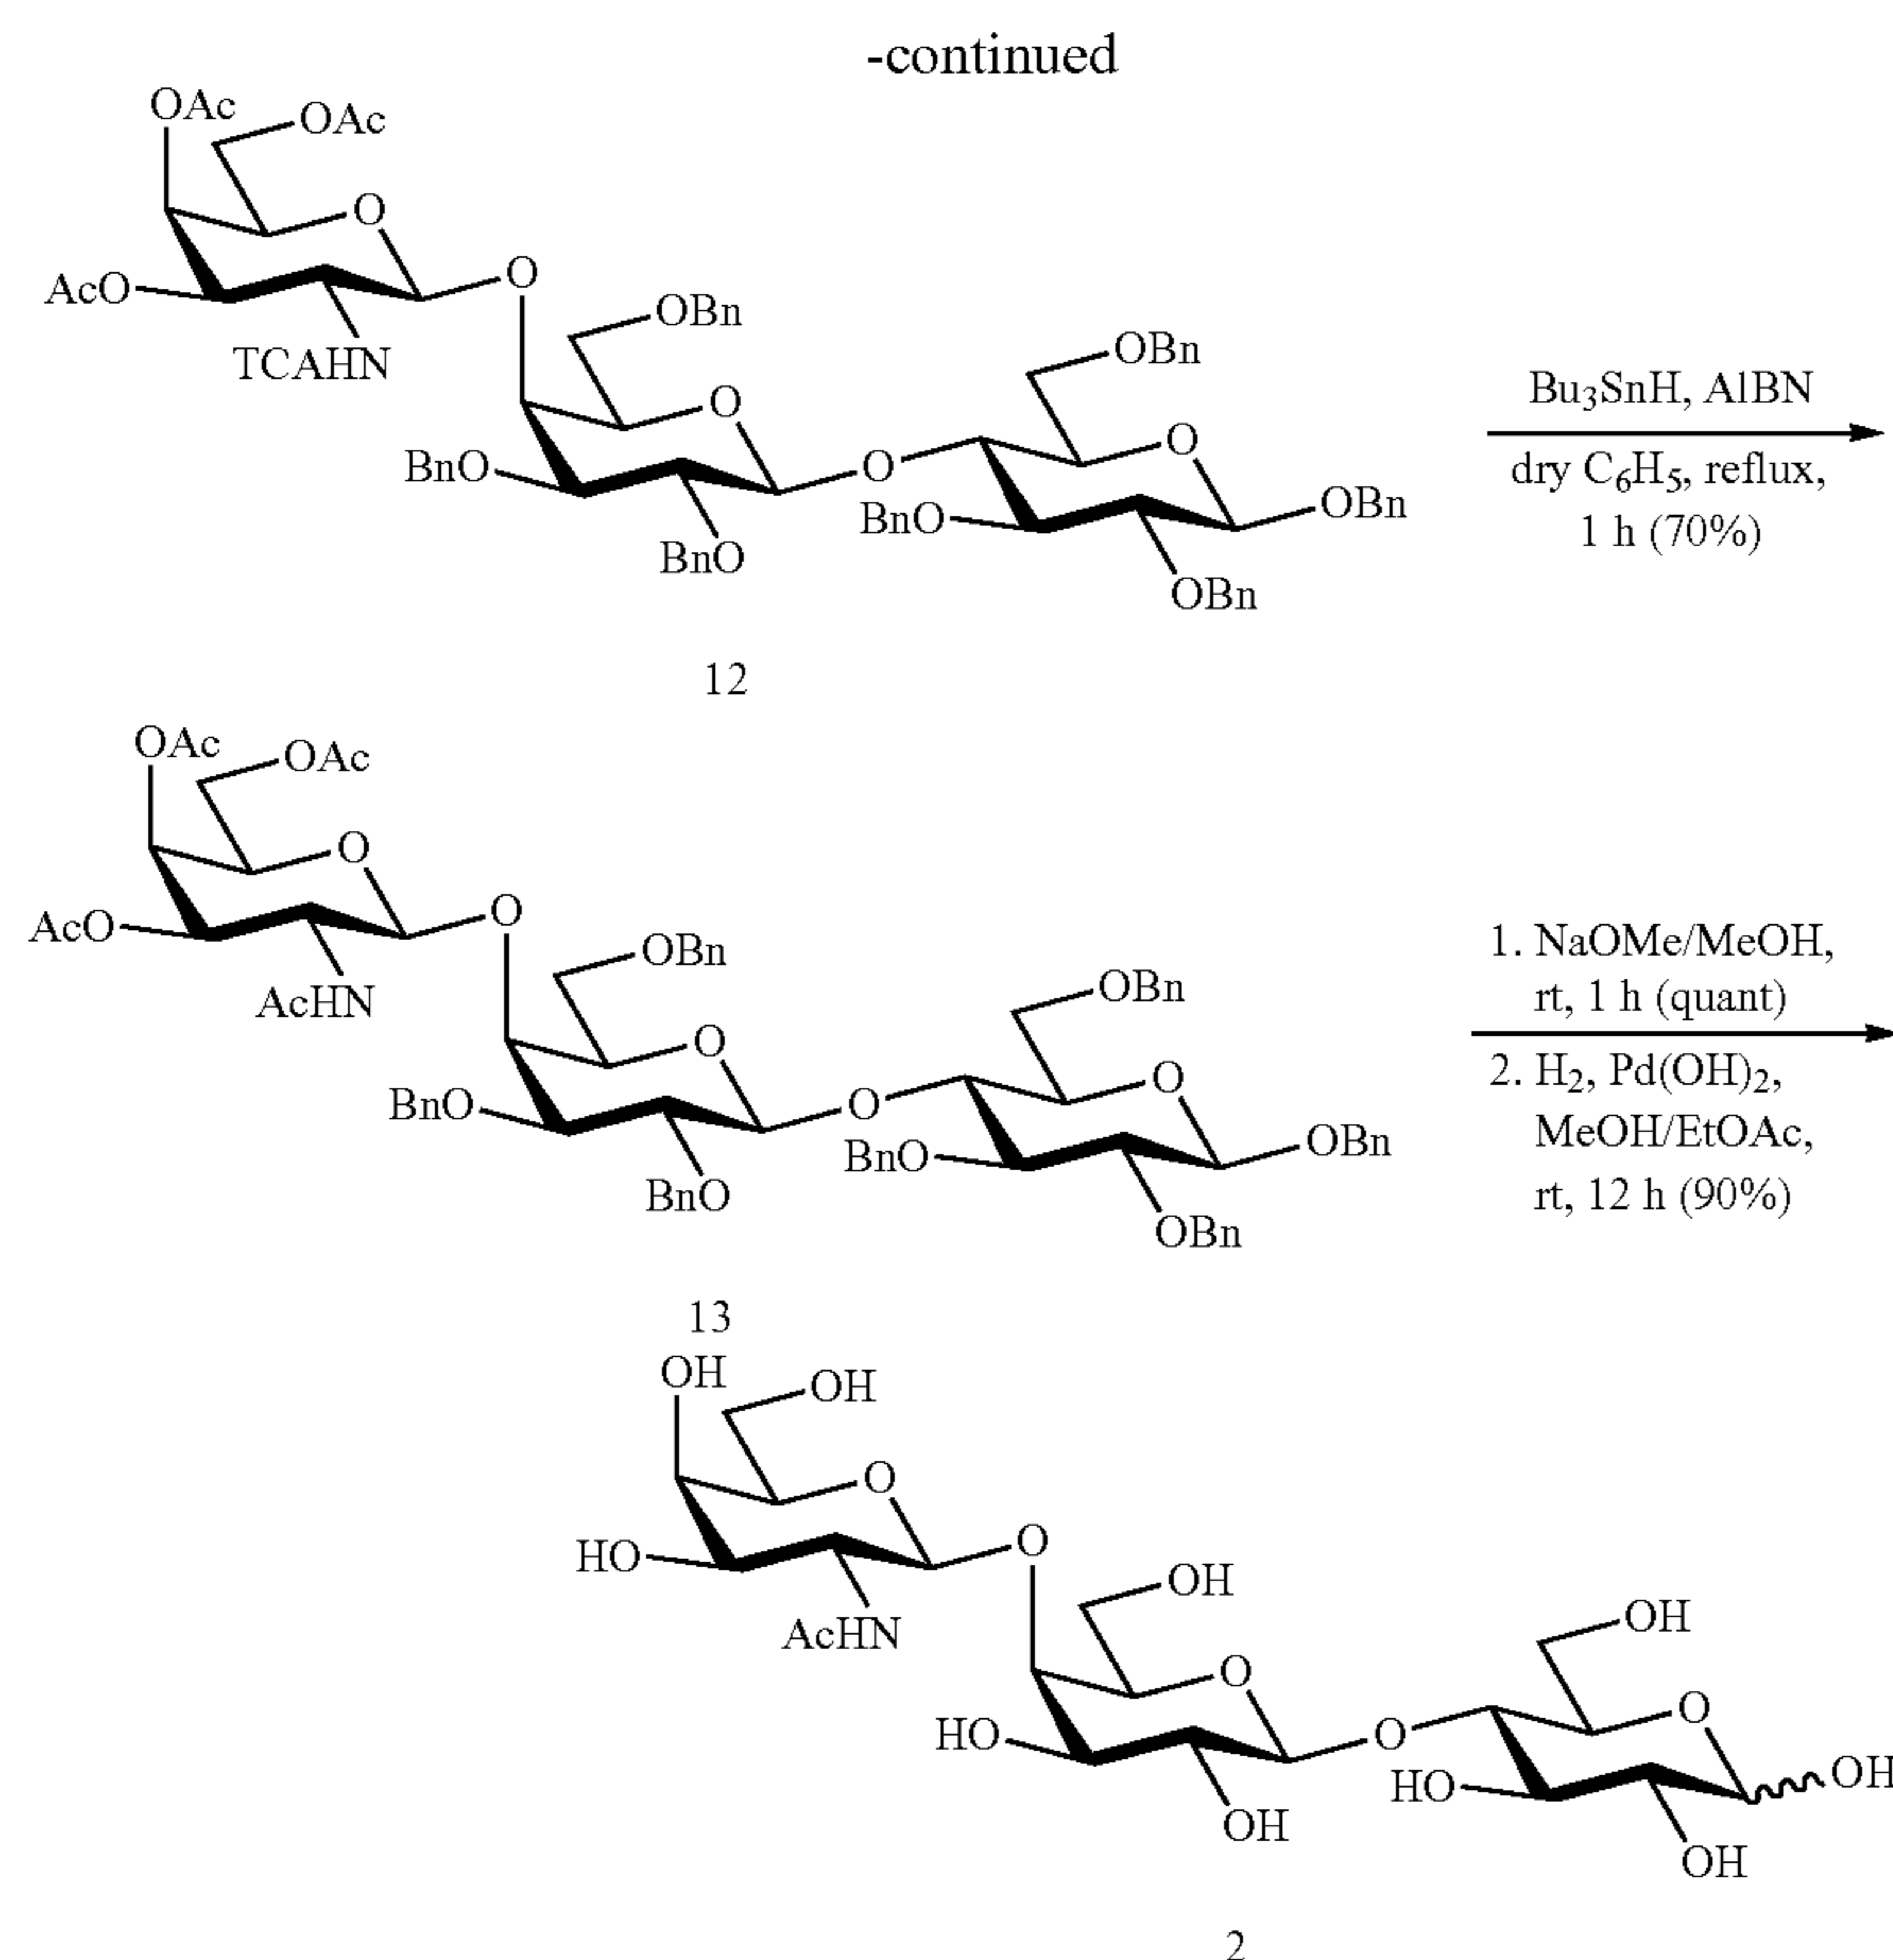 -continued
OAc
OAc
O
AcO
O
TCAHN
OBn
O
OBn
BnO
O
O
BnO
BnO
OBn
OBn
Bu₃SnH, AlBN
dry C₆H₅, reflux,
1 h (70%)
12
OAc
OAc
O
AcO
O
AcHN
OBn
O
OBn
BnO
O
O
BnO
BnO
OBn
OBn
1. NaOMe/MeOH,
rt, 1 h (quant)
2. H₂, Pd(OH)₂,
MeOH/EtOAc,
rt, 12 h (90%)
13
OH
OH
O
HO
O
AcHN
OH
O
OH
HO
O
O
OH
HO
OH
OH
2